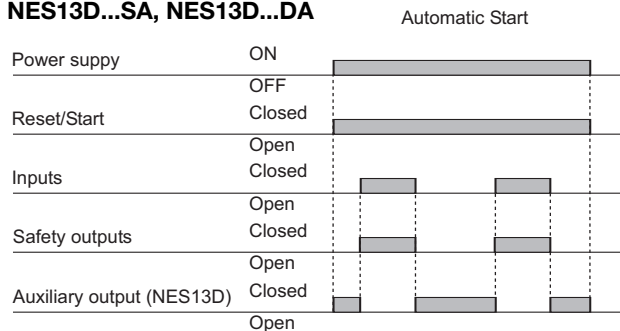 NES13D...SA, NES13D...DA
Automatic Start
Power suppy
ON
OFF
Reset/Start
Closed
Open
Inputs
Closed
Open
Safety outputs
Closed
Open
Auxiliary output (NES13D)
Closed
Open